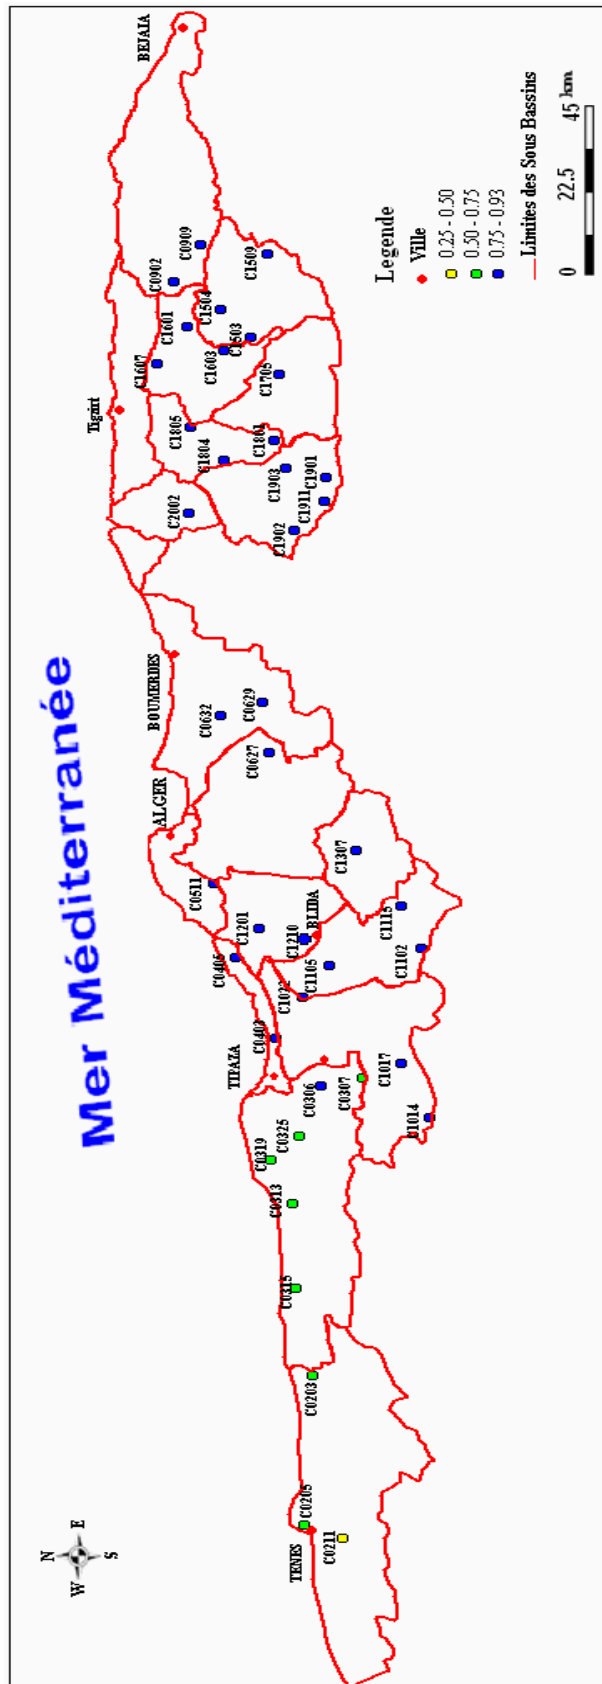 BEJAIA
C0909
C0902
C1509
C1504
C1601
C1503
C1603
C1607
C1705
Tigzirt
C1805
C1801
C1804
C1903
C1901
C1911
C2002
C1902
Mer Méditerranée
BOUMERDES
C0632
C0629
C0627
ALGER
C1307
C0511
C1115
C1201
BLIDA
C1210
C1102
C0405
C1105
C1022
C0403
TIPAZA
C1017
C0307
C0306
C1014
C0325
C0319
C0313
C0315
C0203
C0205
TENES
C0211
N
W E
S
Legende
Ville
0.25 - 0.50
0.50 - 0.75
0.75 - 0.93
Limites des Sous Bassins
0 22.5 45 km.